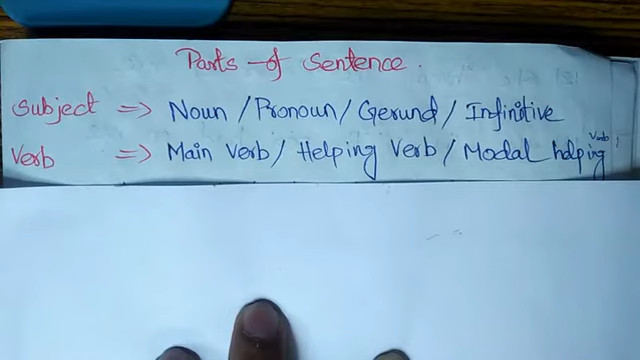 Parts of Sentence.
Subject => Noun / Pronoun / Gerund / Infinitive
Verb => Main Verb / Helping Verb / Modal helping Verb